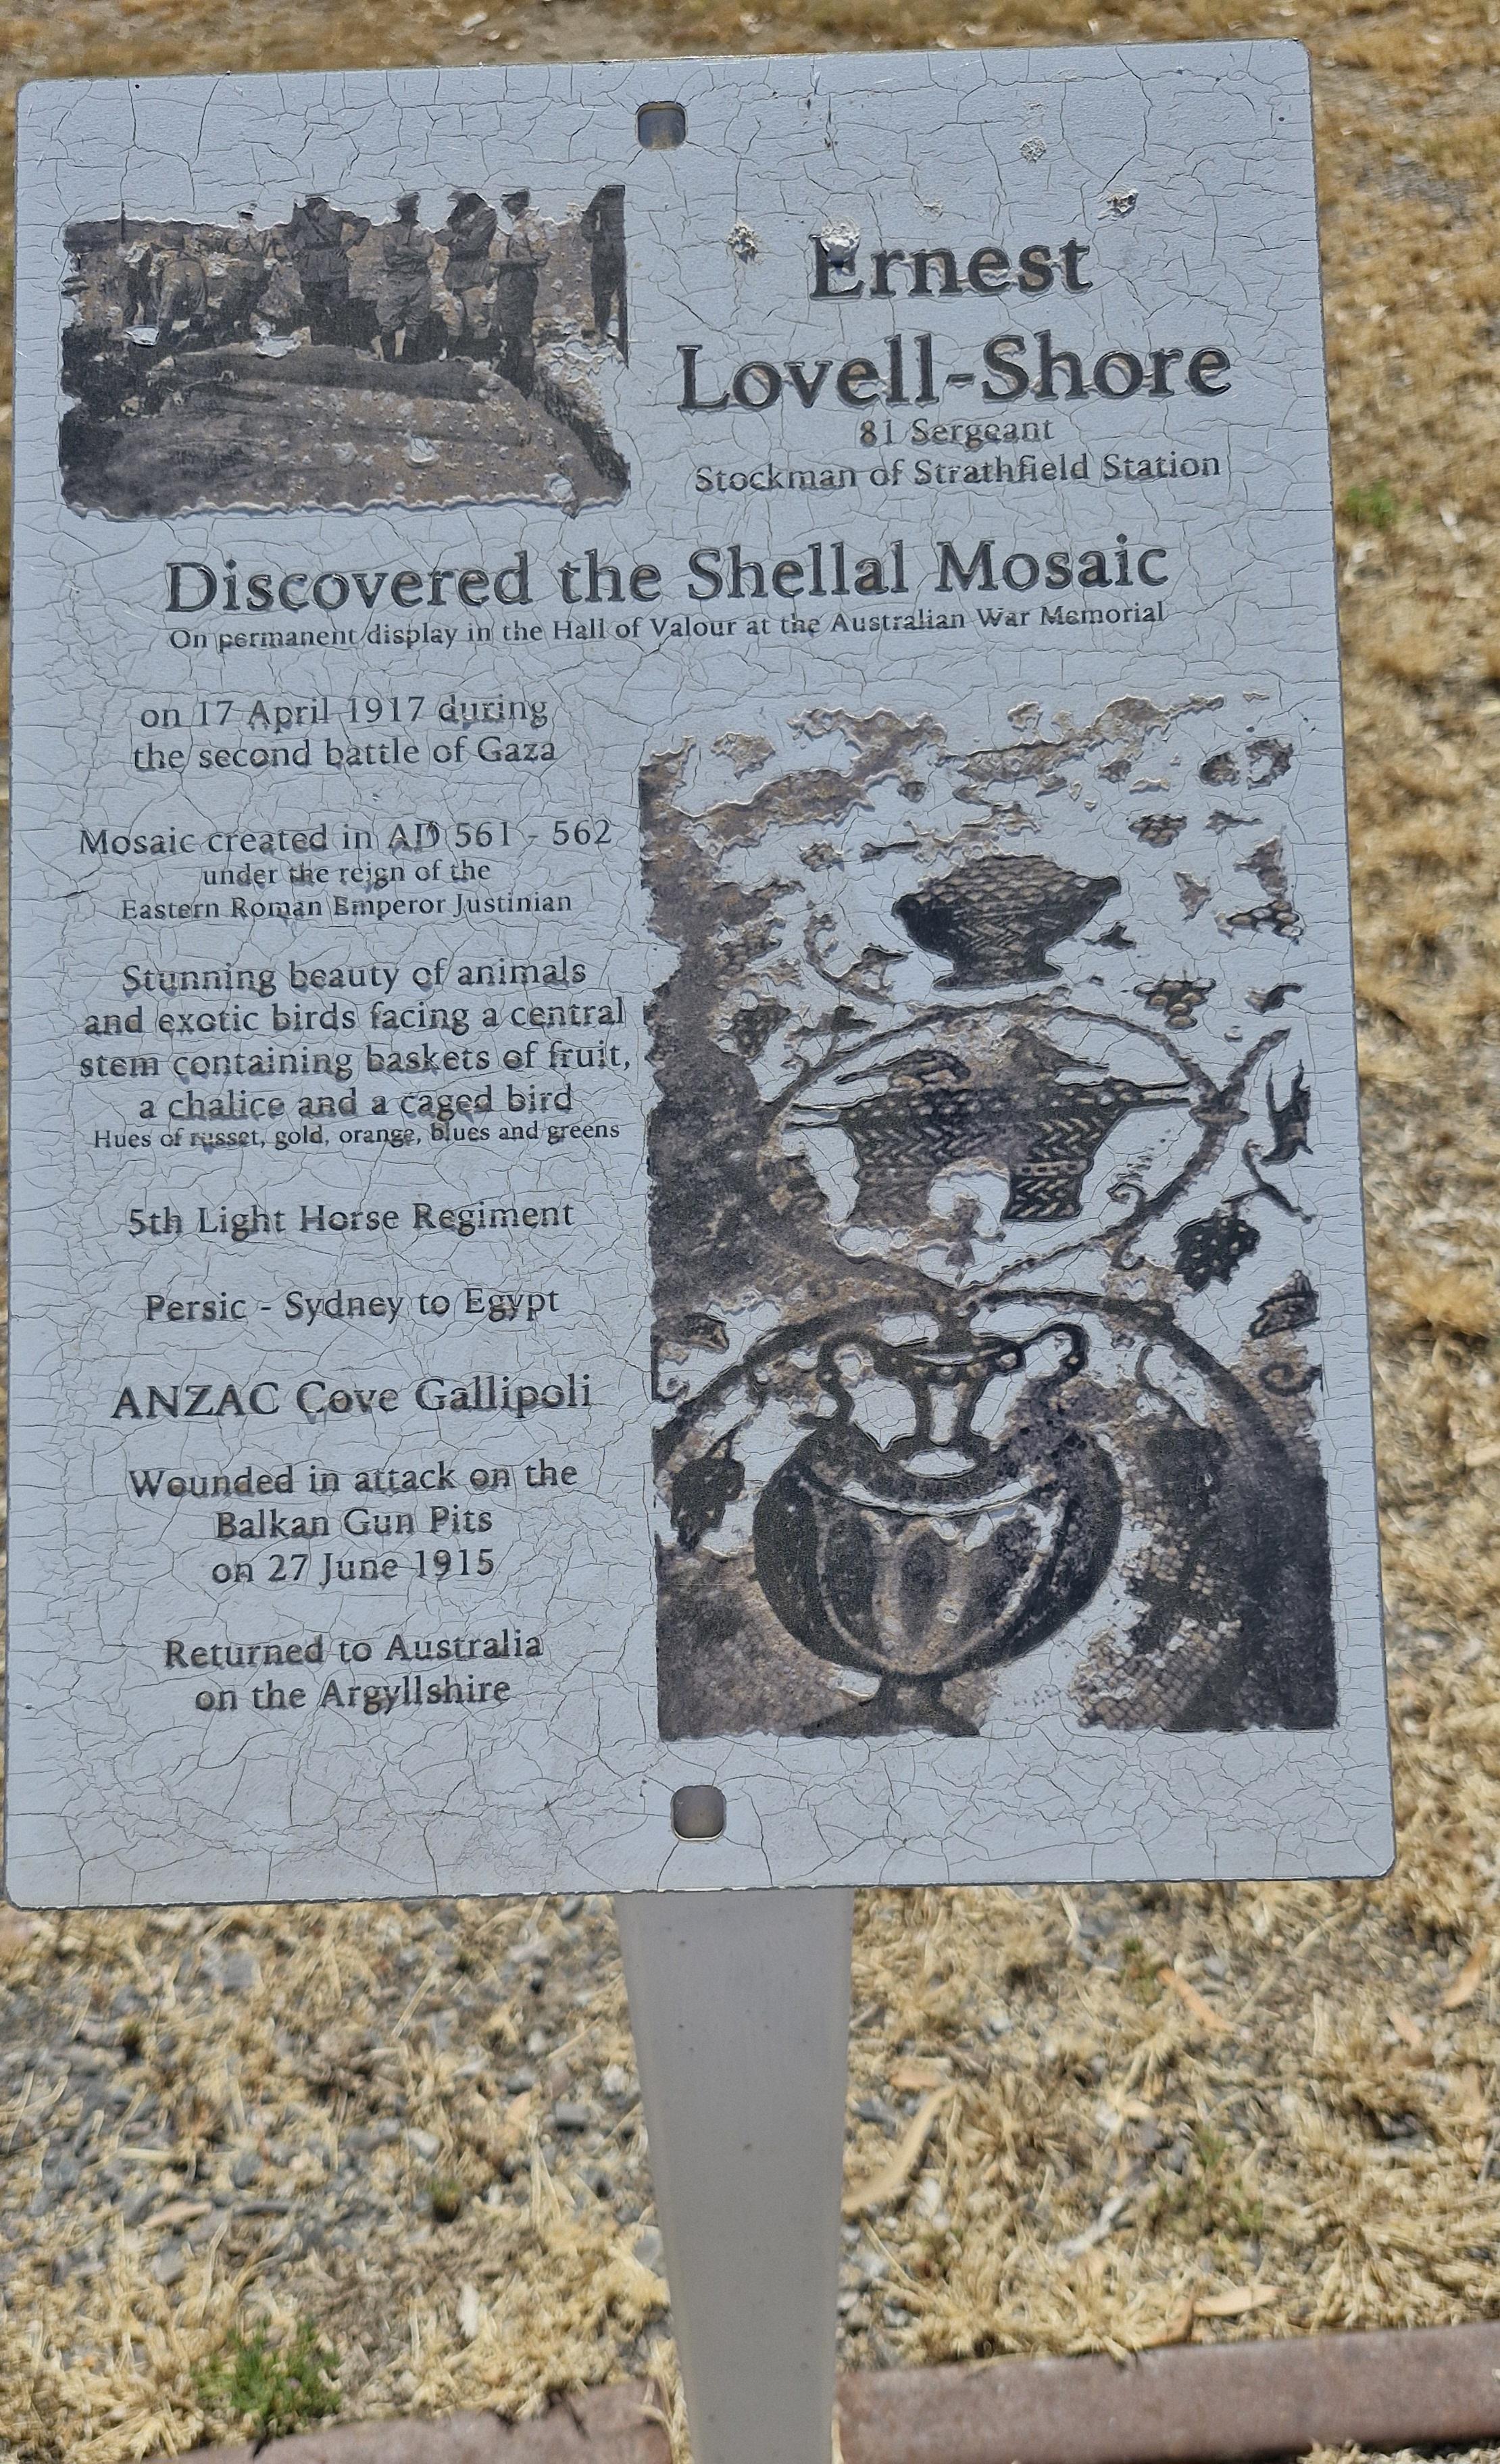 Ernest
Lovell-Shore
81 Sergeant
Stockman of Strathfield Station
Discovered the Shellal Mosaic
On permanent display in the Hall of Valour at the Australian War Memorial
on 17 April 1917 during
the second battle of Gaza
Mosaic created in AD 561 - 562
under the reign of the
Eastern Roman Emperor Justinian
Stunning beauty of animals
and exotic birds facing a central
stem containing baskets of fruit,
a chalice and a caged bird
Hues of russet, gold, orange, blues and greens
5th Light Horse Regiment
Persic - Sydney to Egypt
ANZAC Cove Gallipoli
Wounded in attack on the
Balkan Gun Pits
on 27 June 1915
Returned to Australia
on the Argyllshire